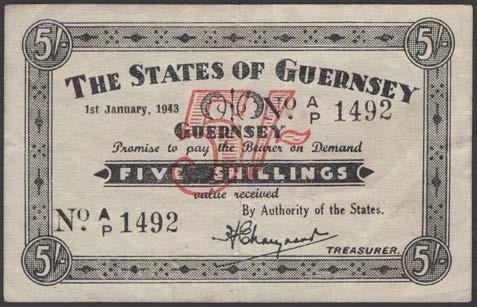 5/- 5/-
THE STATES OF GUERNSEY
1st January, 1943 No. A/P 1492
GUERNSEY
5/-
Promise to pay the Bearer on Demand
FIVE SHILLINGS
value received
By Authority of the States.
No. A/P 1492
TREASURER.
5/- 5/-